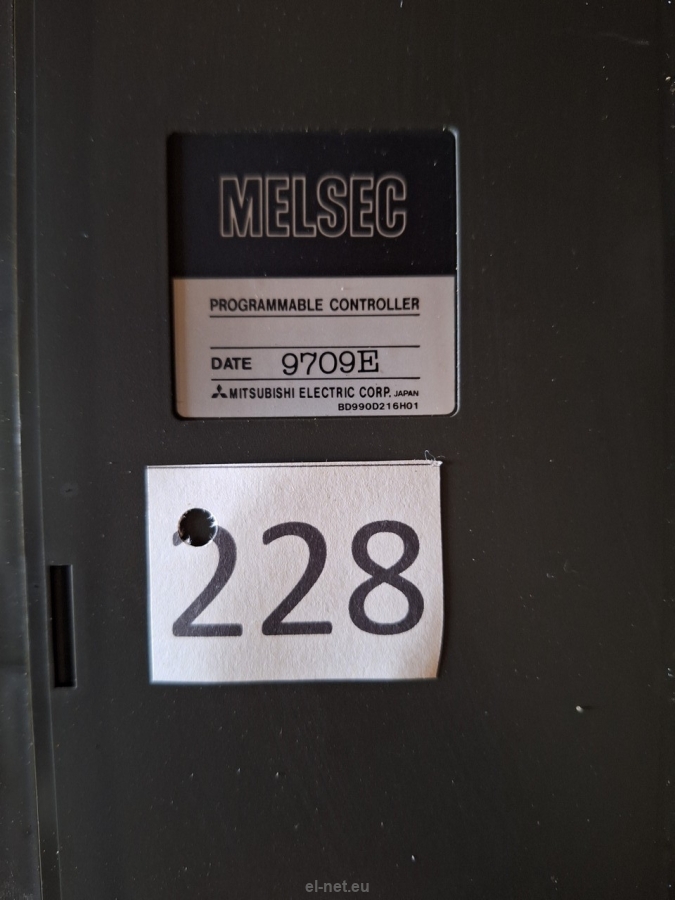 MELSEC
PROGRAMMABLE CONTROLLER
DATE 9709E
MITSUBISHI ELECTRIC CORP. JAPAN
BD990D216H01
228
el-net.eu